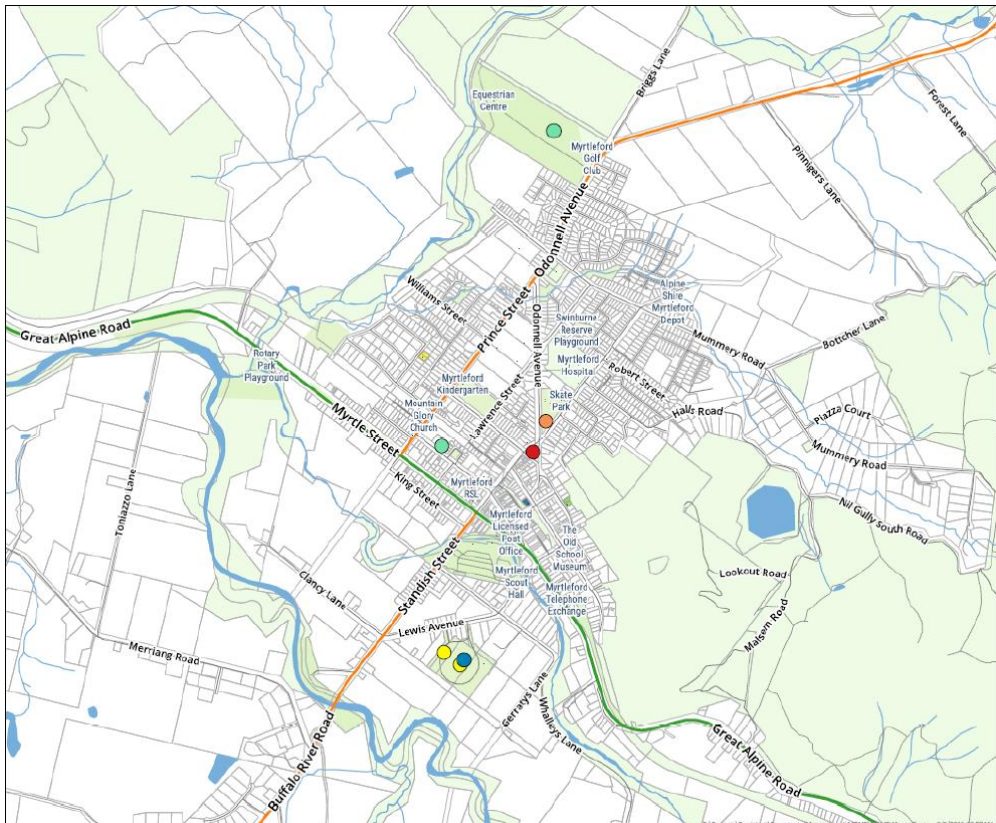 Briggs Lane
Equestrian
Centre
Forest Lane
Myrtleford
Golf
Club
Pinnigers Lane
Odonnell Avenue
Williams Street
Alpine
Shire
Myrtleford
Depot
Great Alpine Road
Prince Street
Odonnell Avenue
Swinburne
Reserve
Playground
Bottcher Lane
Mummery Road
Rotary
Park
Playground
Myrtleford
Hospital
Robert Street
Myrtleford
Kindergarten
Lawrence Street
Skate
Park
Mountain
Glory
Church
Halls Road
Piazza Court
Myrtle Street
Mummery Road
Toniazzo Lane
King Street
Myrtleford
RSL
Nil Gully South Road
Myrtleford
Licensed
Post
Office
The
Old
School
Museum
Lookout Road
Clancy Lane
Standish Street
Myrtleford
Scout
Hall
Myrtleford
Telephone
Exchange
Malsem Road
Lewis Avenue
Merriang Road
Gerratys Lane
Whalleys Lane
Great Alpine Road
Buffalo River Road